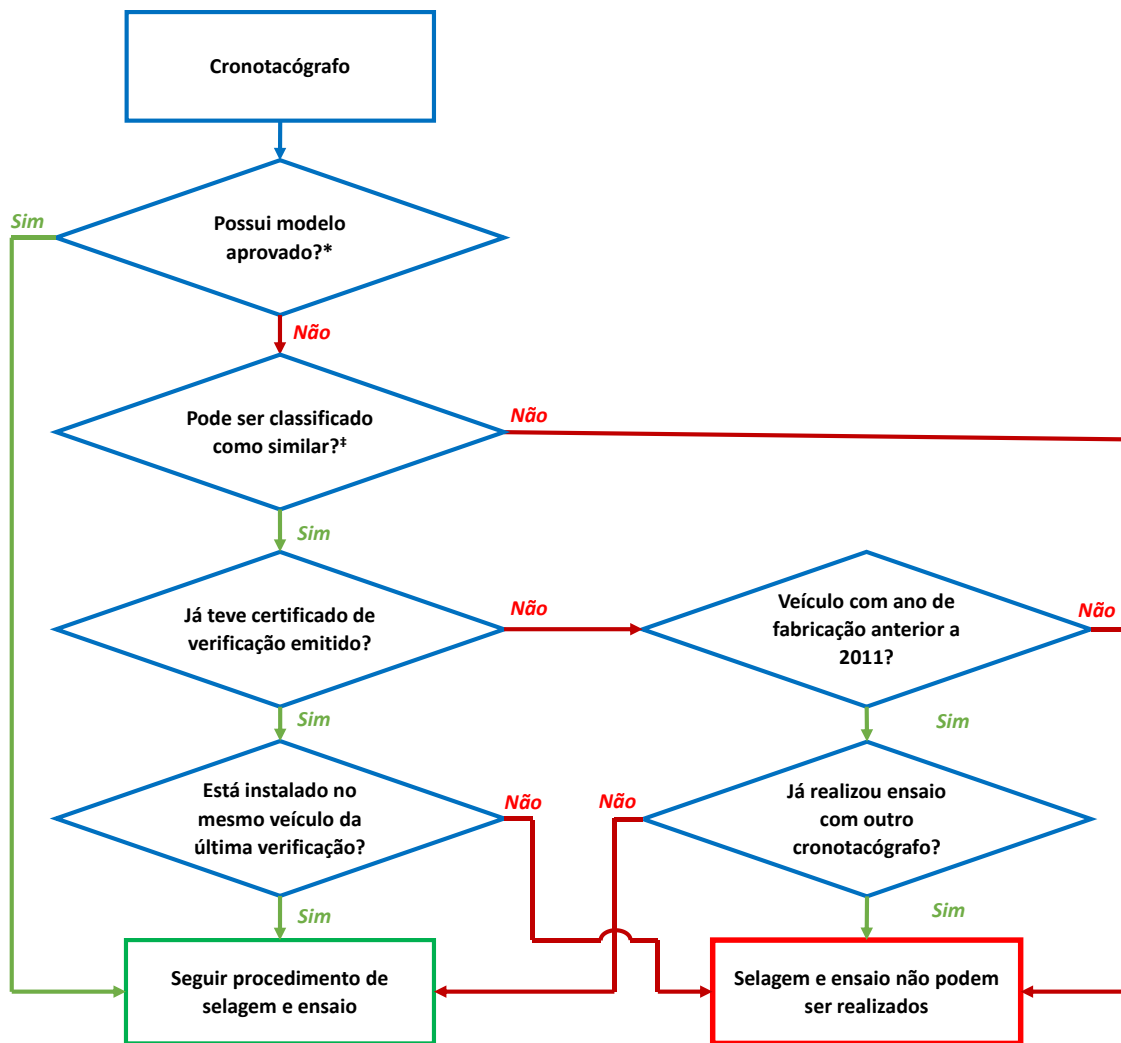 Cronotacógrafo
Sim
Possui modelo
aprovado?*
Não
Pode ser classificado
como similar?‡
Não
Sim
Já teve certificado de
verificação emitido?
Não
Veículo com ano de
fabricação anterior a
2011?
Não
Sim
Sim
Está instalado no
mesmo veículo da
última verificação?
Não
Não
Já realizou ensaio
com outro
cronotacógrafo?
Sim
Sim
Seguir procedimento de
selagem e ensaio
Selagem e ensaio não podem
ser realizados